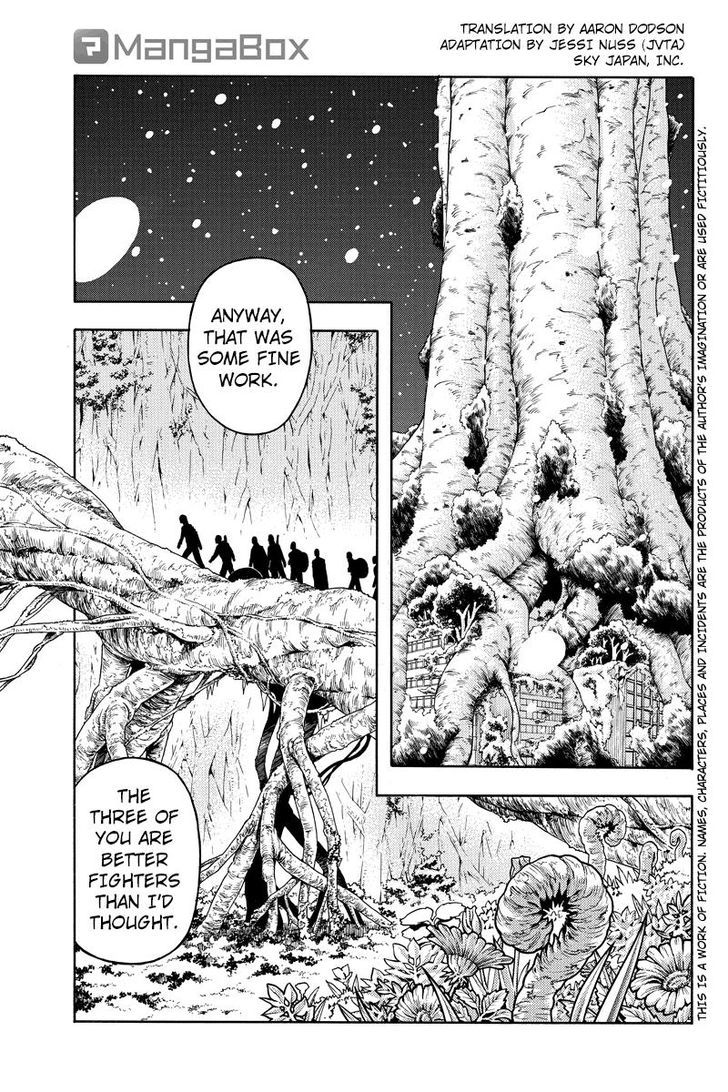 MangaBox
TRANSLATION BY AARON DODSON
ADAPTATION BY JESSI NUSS (JVTA)
SKY JAPAN, INC.
ANYWAY,
THAT WAS
SOME FINE
WORK.
THE
THREE OF
YOU ARE
BETTER
FIGHTERS
THAN I'D
THOUGHT.
THIS IS A WORK OF FICTION. NAMES, CHARACTERS, PLACES AND INCIDENTS ARE THE PRODUCTS OF THE AUTHOR'S IMAGINATION OR ARE USED FICTITIOUSLY.